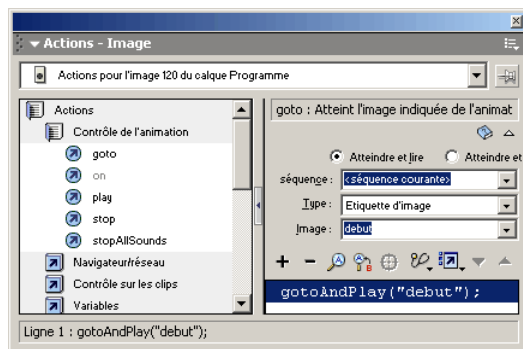 Actions - Image
Actions pour l'image 120 du calque Programme
Actions
Contrôle de l'animation
goto
on
play
stop
stopAllSounds
Navigateur/réseau
Contrôle sur les clips
Variables
goto : Atteint l'image indiquée de l'animat
Atteindre et lire
Atteindre et
séquence :
<séquence courante>
Type :
Etiquette d'image
Image :
debut
gotoAndPlay("debut");
Ligne 1 : gotoAndPlay("debut");